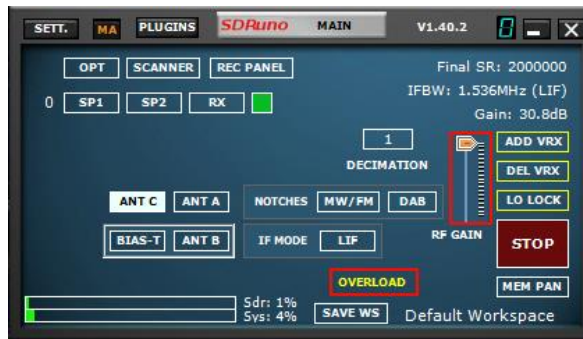 SETT. MA PLUGINS SDRuno MAIN V1.40.2 0
OPT SCANNER REC PANEL Final SR: 2000000
IFBW: 1.536MHz (LIF)
0 SP1 SP2 RX Gain: 30.8dB
1 ADD VRX
DECIMATION DEL VRX
ANT C ANT A NOTCHES MW/FM DAB LO LOCK
BIAS-T ANT B IF MODE LIF RF GAIN STOP
OVERLOAD MEM PAN
Sdr: 1%
Sys: 4% SAVE WS Default Workspace